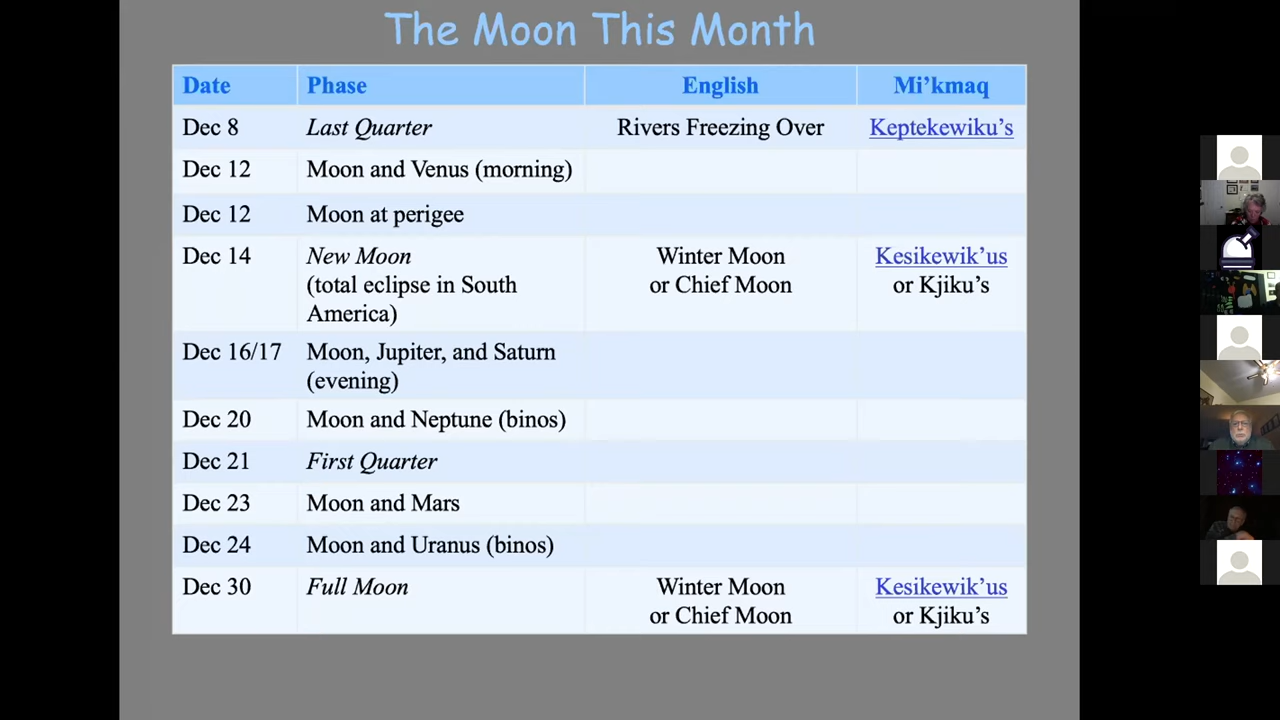 The Moon This Month
Date Phase English Mi’kmaq
Dec 8 Last Quarter Rivers Freezing Over Keptekewiku’s
Dec 12 Moon and Venus (morning)
Dec 12 Moon at perigee
Dec 14 New Moon Winter Moon Kesikewik’us
(total eclipse in South or Chief Moon or Kjiku’s
America)
Dec 16/17 Moon, Jupiter, and Saturn
(evening)
Dec 20 Moon and Neptune (binos)
Dec 21 First Quarter
Dec 23 Moon and Mars
Dec 24 Moon and Uranus (binos)
Dec 30 Full Moon Winter Moon Kesikewik’us
or Chief Moon or Kjiku’s